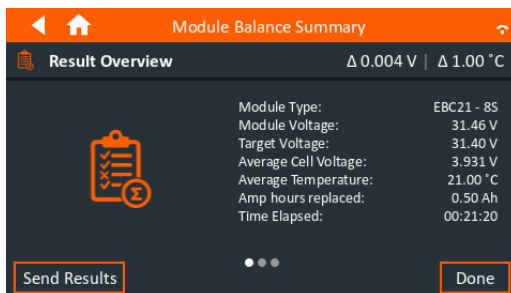 Module Balance Summary
Result Overview Δ 0.004 V | Δ 1.00 °C
Module Type: EBC21 - 8S
Module Voltage: 31.46 V
Target Voltage: 31.40 V
Average Cell Voltage: 3.931 V
Average Temperature: 21.00 °C
Amp hours replaced: 0.50 Ah
Time Elapsed: 00:21:20
Send Results Done